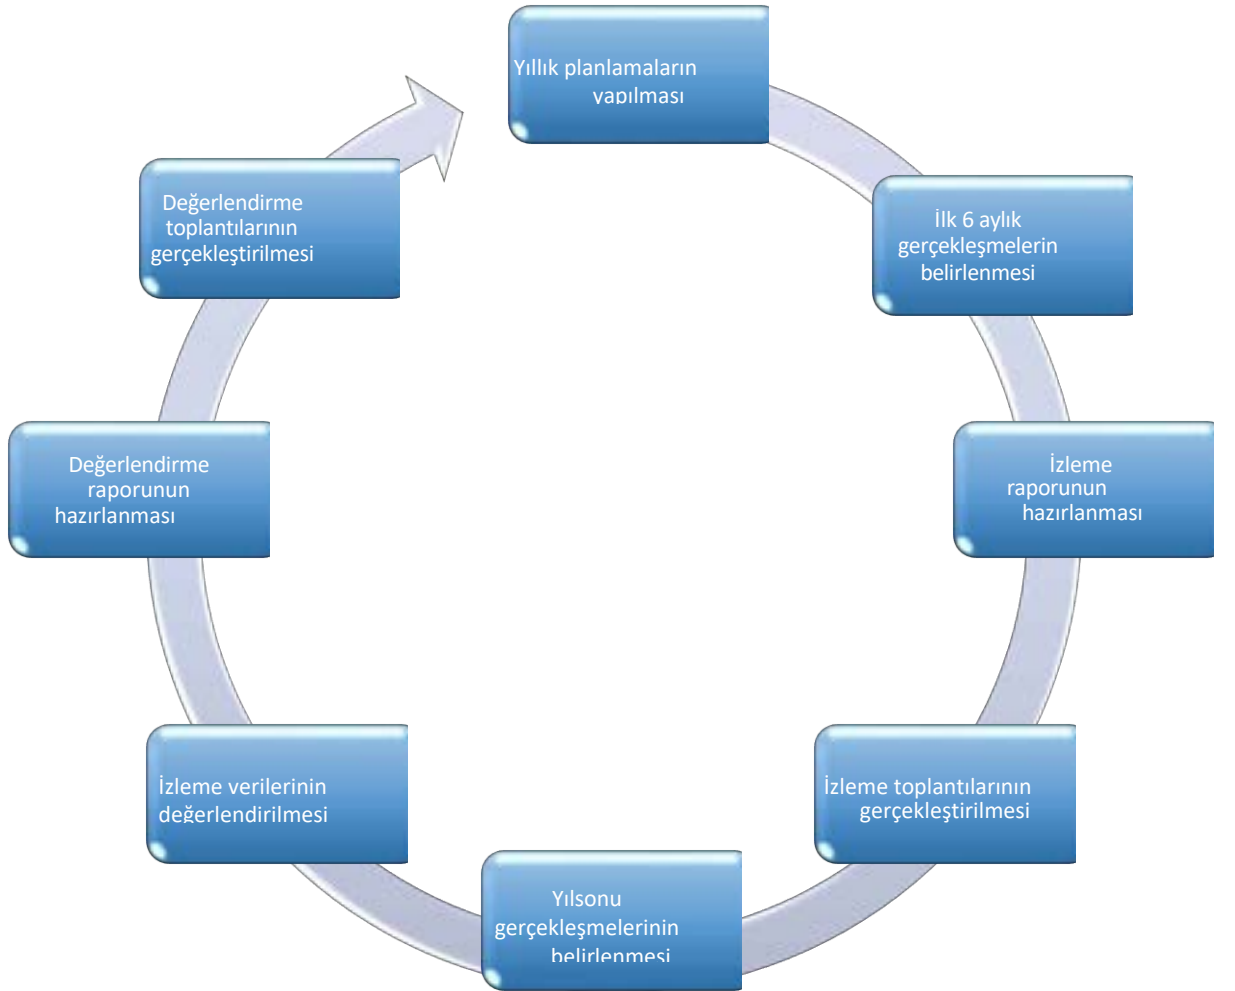 Yıllık planlamaların
yapılması
İlk 6 aylık
gerçekleşmelerin
belirlenmesi
İzleme
raporunun
hazırlanması
İzleme toplantılarının
gerçekleştirilmesi
Yılsonu
gerçekleşmelerinin
belirlenmesi
İzleme verilerinin
değerlendirilmesi
Değerlendirme
raporunun
hazırlanması
Değerlendirme
toplantılarının
gerçekleştirilmesi